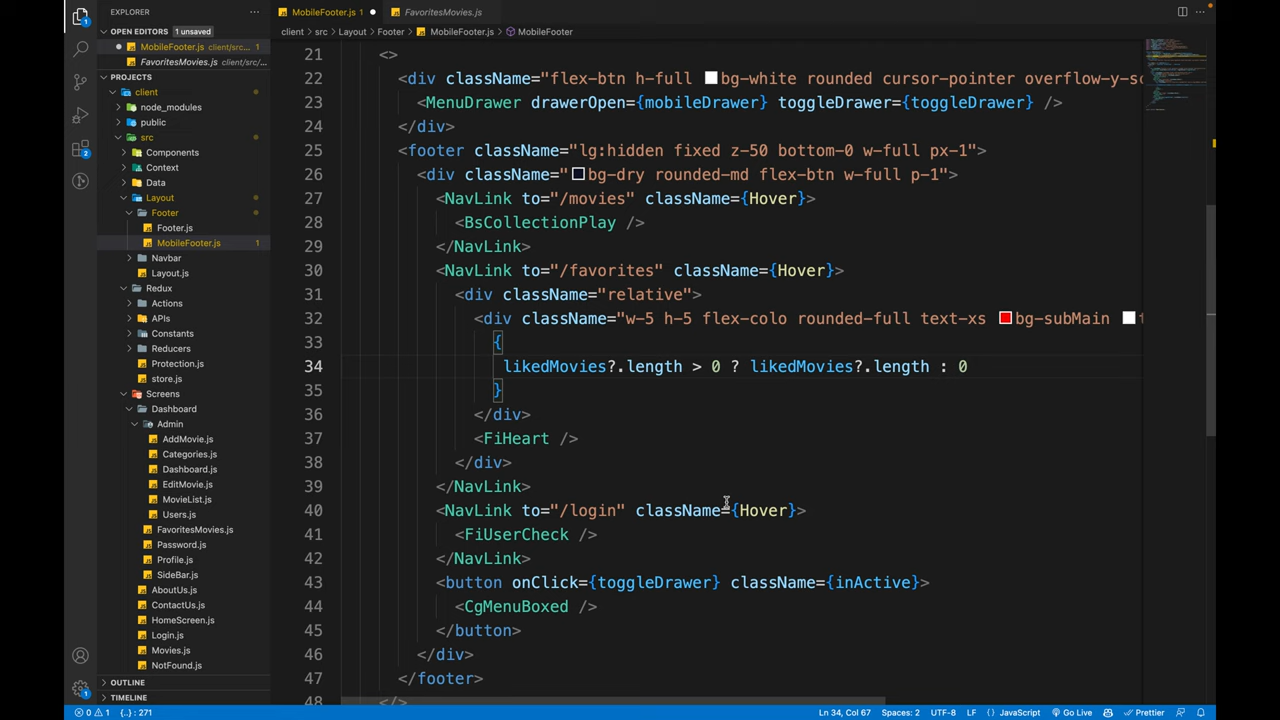 EXPLORER
MobileFooter.js 1
FavoritesMovies.js
OPEN EDITORS 1 unsaved
client > src > Layout > Footer > MobileFooter.js > MobileFooter
MobileFooter.js client/src... 1
FavoritesMovies.js client/src/...
PROJECTS
client
node_modules
public
src
Components
Context
Data
Layout
Footer
Footer.js
MobileFooter.js 1
Navbar
Layout.js
Redux
Actions
APIs
Constants
Reducers
Protection.js
store.js
Screens
Dashboard
Admin
AddMovie.js
Categories.js
Dashboard.js
EditMovie.js
MovieList.js
Users.js
FavoritesMovies.js
Password.js
Profile.js
SideBar.js
AboutUs.js
ContactUs.js
HomeScreen.js
Login.js
Movies.js
NotFound.js
OUTLINE
TIMELINE
21 <>
22 <div className="flex-btn h-full bg-white rounded cursor-pointer overflow-y-sc
23 <MenuDrawer drawerOpen={mobileDrawer} toggleDrawer={toggleDrawer} />
24 </div>
25 <footer className="lg:hidden fixed z-50 bottom-0 w-full px-1">
26 <div className="bg-dry rounded-md flex-btn w-full p-1">
27 <NavLink to="/movies" className={Hover}>
28 <BsCollectionPlay />
29 </NavLink>
30 <NavLink to="/favorites" className={Hover}>
31 <div className="relative">
32 <div className="w-5 h-5 flex-colo rounded-full text-xs bg-subMain t
33 {
34 likedMovies?.length > 0 ? likedMovies?.length : 0
35 }
36 </div>
37 <FiHeart />
38 </div>
39 </NavLink>
40 <NavLink to="/login" className={Hover}>
41 <FiUserCheck />
42 </NavLink>
43 <button onClick={toggleDrawer} className={inActive}>
44 <CgMenuBoxed />
45 </button>
46 </div>
47 </footer>
48 </>
0 1 {..} : 271
Ln 34, Col 67 Spaces: 2 UTF-8 LF {} JavaScript Go Live Prettier